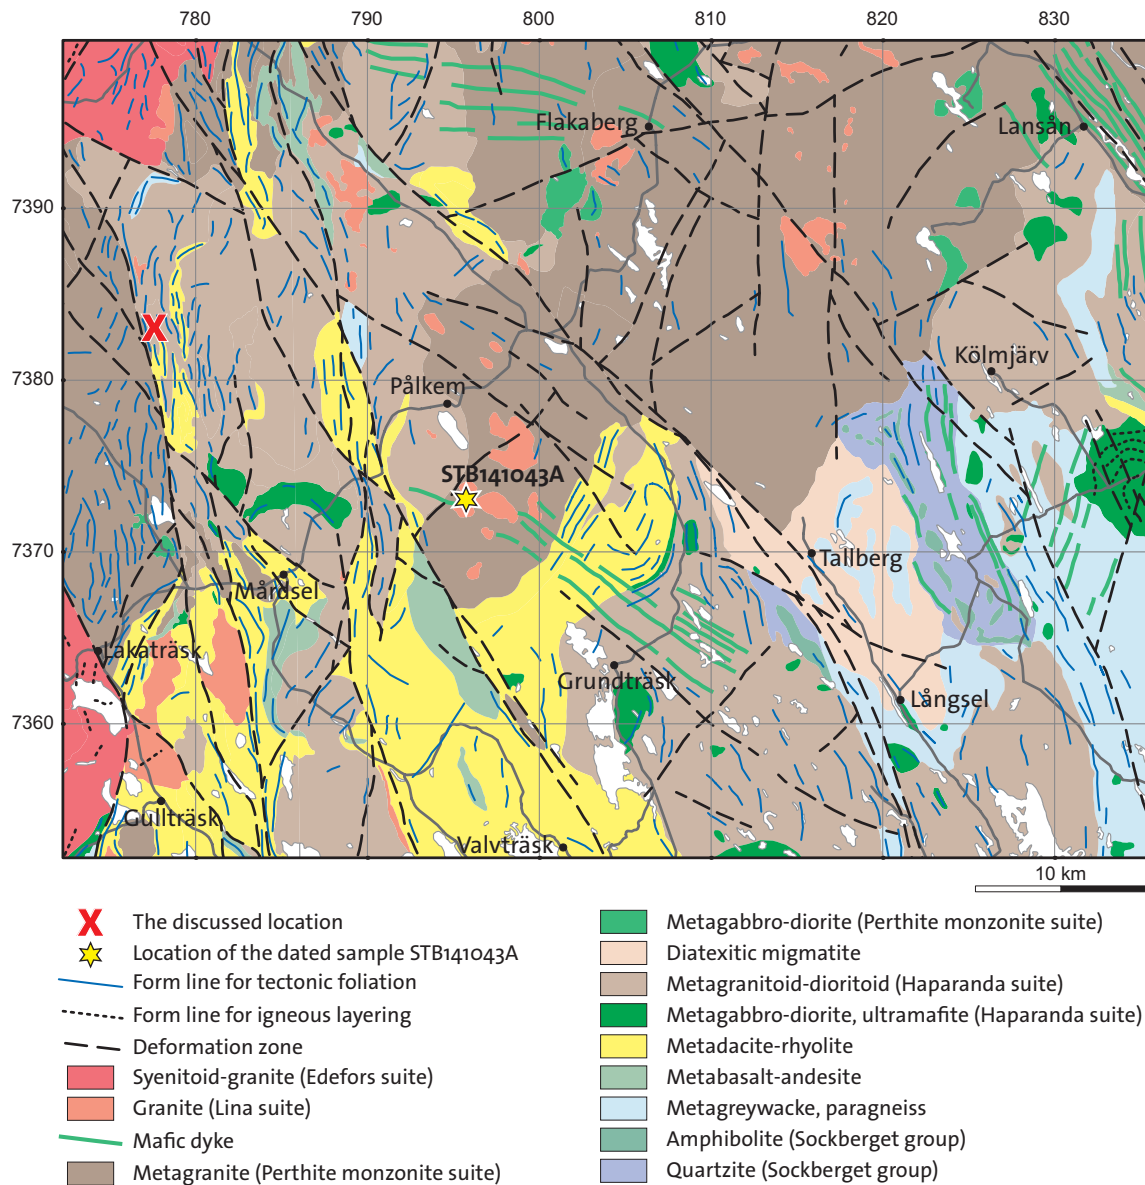 780 790 800 810 820 830
Flakaberg
Lansån
7390
Kölmjärv
7380
Pålkem
STB141043A
7370
Tallberg
Mårdsel
Lakaträsk
Grundträsk
Långsel
7360
Gullträsk
Valvträsk
10 km
The discussed location
Location of the dated sample STB141043A
Form line for tectonic foliation
Form line for igneous layering
Deformation zone
Syenitoid-granite (Edefors suite)
Granite (Lina suite)
Mafic dyke
Metagranite (Perthite monzonite suite)
Metagabbro-diorite (Perthite monzonite suite)
Diatexitic migmatite
Metagranitoid-dioritoid (Haparanda suite)
Metagabbro-diorite, ultramafite (Haparanda suite)
Metadacite-rhyolite
Metabasalt-andesite
Metagreywacke, paragneiss
Amphibolite (Sockberget group)
Quartzite (Sockberget group)